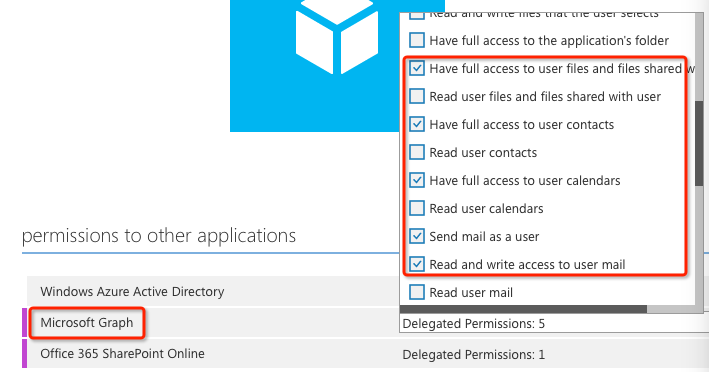 Read and write files that the user selects
Have full access to the application's folder
Have full access to user files and files shared w
Read user files and files shared with user
Have full access to user contacts
Read user contacts
Have full access to user calendars
Read user calendars
Send mail as a user
Read and write access to user mail
Read user mail
permissions to other applications
Windows Azure Active Directory
Microsoft Graph
Delegated Permissions: 5
Office 365 SharePoint Online
Delegated Permissions: 1